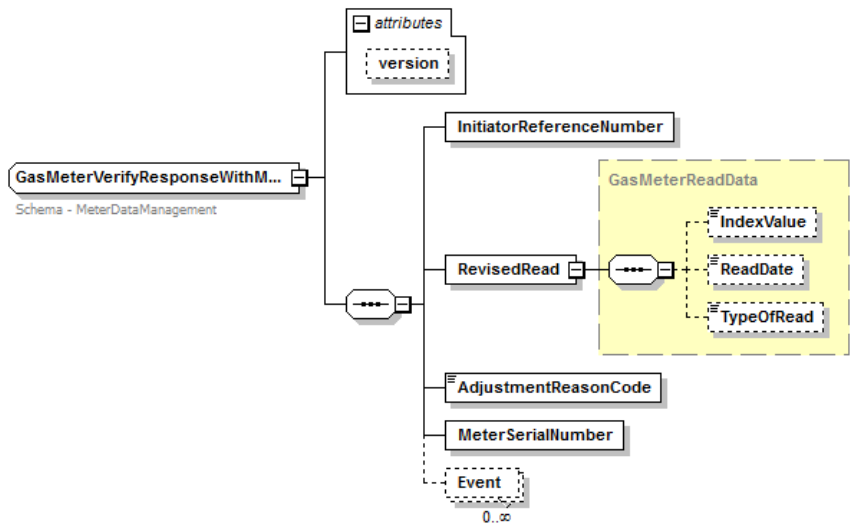 attributes
version
InitiatorReferenceNumber
GasMeterVerifyResponseWithM...
Schema - MeterDataManagement
GasMeterReadData
IndexValue
RevisedRead
ReadDate
TypeOfRead
AdjustmentReasonCode
MeterSerialNumber
Event
0..∞